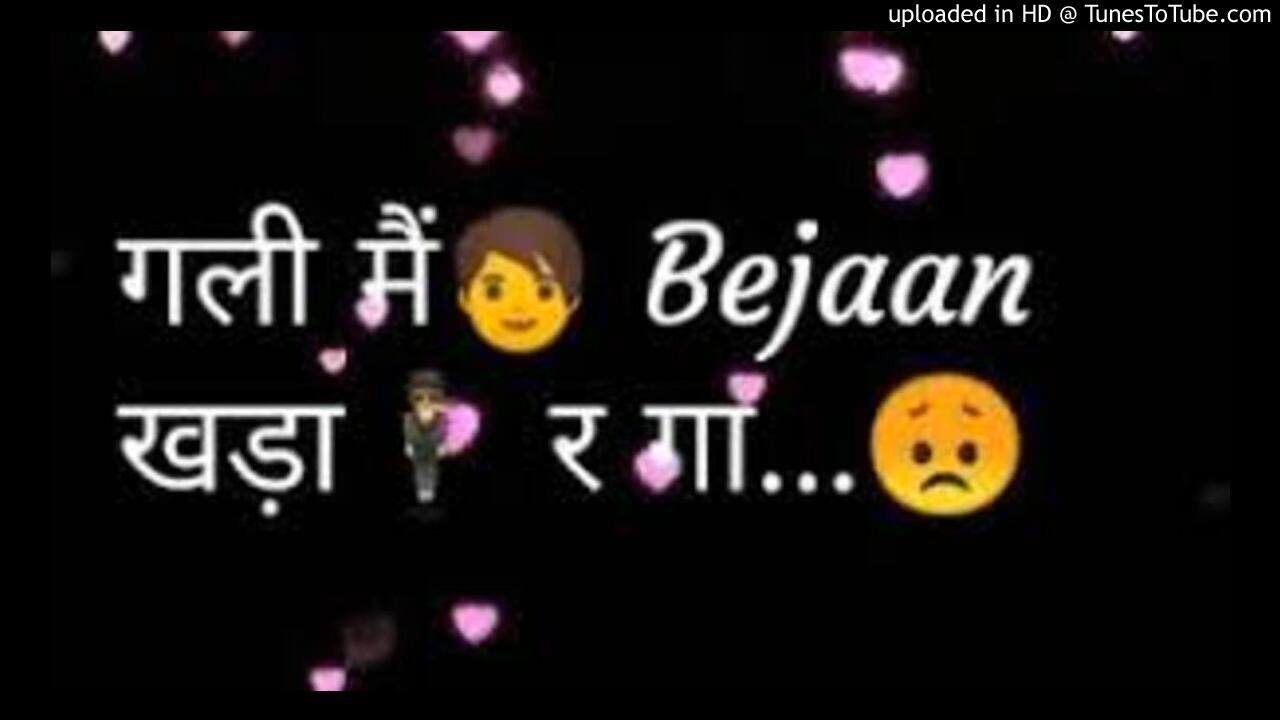 uploaded in HD @ TunesToTube.com
गली मैं Bejaan
खड़ा र गा...